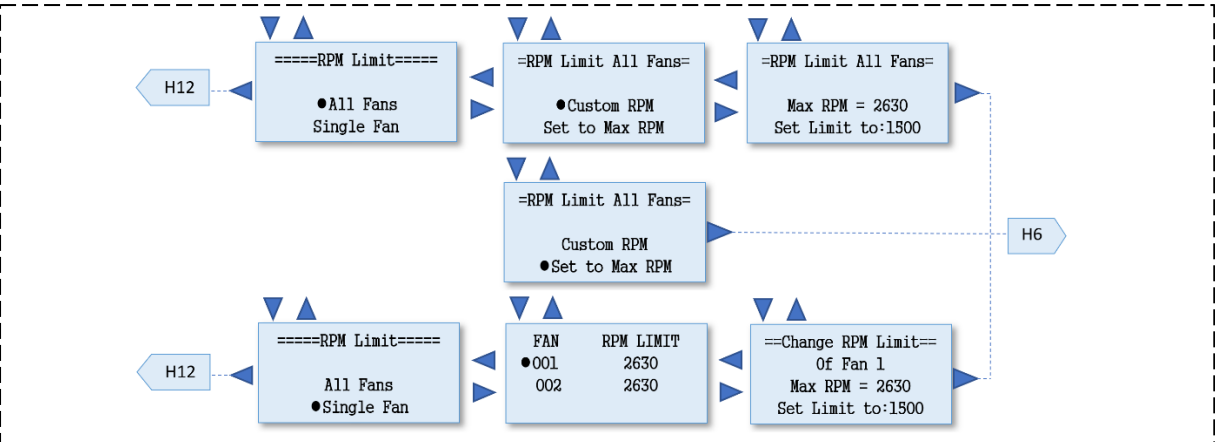 H12
=====RPM Limit=====
●All Fans
Single Fan
=RPM Limit All Fans=
●Custom RPM
Set to Max RPM
=RPM Limit All Fans=
Max RPM = 2630
Set Limit to:1500
=RPM Limit All Fans=
Custom RPM
●Set to Max RPM
H6
H12
=====RPM Limit=====
All Fans
●Single Fan
FAN RPM LIMIT
●001 2630
002 2630
==Change RPM Limit==
Of Fan 1
Max RPM = 2630
Set Limit to:1500